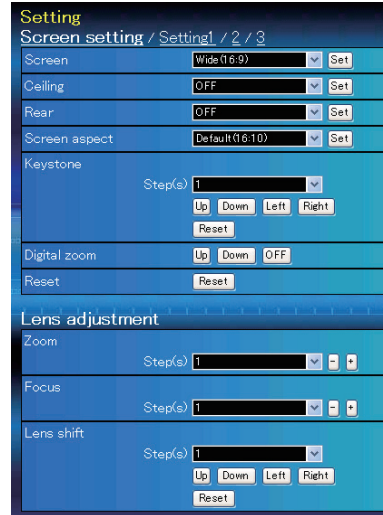 Setting
Screen setting / Setting1 / 2 / 3
Screen Wide(16:9) Set
Ceiling OFF Set
Rear OFF Set
Screen aspect Default(16:10) Set
Keystone
Step(s) 1
Up Down Left Right
Reset
Digital zoom Up Down OFF
Reset Reset
Lens adjustment
Zoom
Step(s) 1 - +
Focus
Step(s) 1 - +
Lens shift
Step(s) 1
Up Down Left Right
Reset